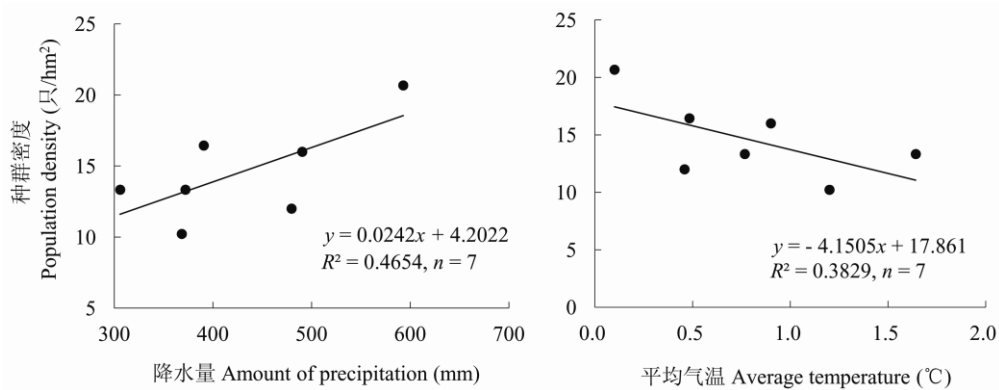 种群密度
Population density (只/hm²)
25
20
15
10
5
y = 0.0242x + 4.2022
R² = 0.4654, n = 7
300
400
500
600
700
降水量 Amount of precipitation (mm)
25
20
15
10
5
0
y = - 4.1505x + 17.861
R² = 0.3829, n = 7
0.0
0.5
1.0
1.5
2.0
平均气温 Average temperature (℃)